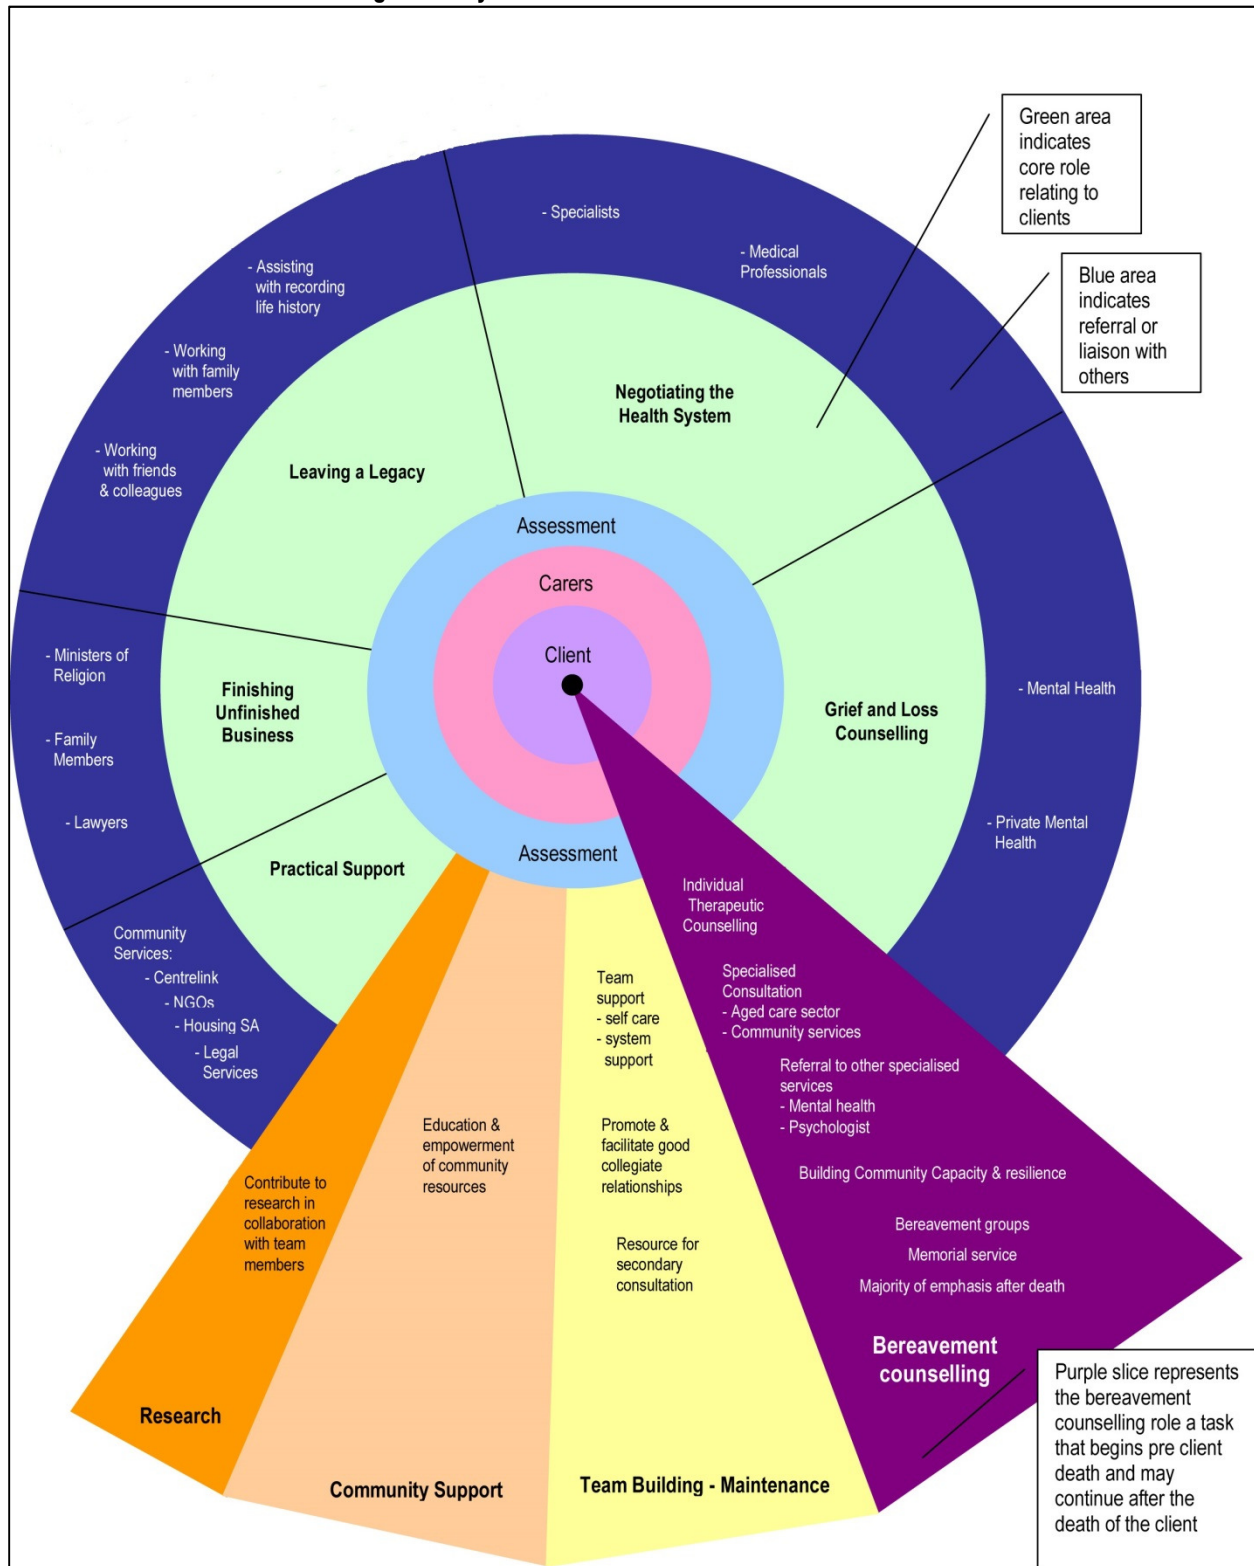 Green area
indicates
core role
relating to
clients
Blue area
indicates
referral or
liaison with
others
- Specialists
- Medical
Professionals
- Assisting
with recording
life history
- Working
with family
members
- Working
with friends
& colleagues
Negotiating the
Health System
Leaving a Legacy
Assessment
Carers
Client
- Ministers of
Religion
- Family
Members
- Lawyers
Finishing
Unfinished
Business
Grief and Loss
Counselling
- Mental Health
- Private Mental
Health
Assessment
Practical Support
Community
Services:
- Centrelink
- NGOs
- Housing SA
- Legal
Services
Individual
Therapeutic
Counselling
Specialised
Consultation
- Aged care sector
- Community services
Referral to other specialised
services
- Mental health
- Psychologist
Building Community Capacity & resilience
Bereavement groups
Memorial service
Majority of emphasis after death
Bereavement
counselling
Team
support
- self care
- system
support
Promote &
facilitate good
collegiate
relationships
Resource for
secondary
consultation
Team Building - Maintenance
Education &
empowerment
of community
resources
Community Support
Contribute to
research in
collaboration
with team
members
Research
Purple slice represents
the bereavement
counselling role a task
that begins pre client
death and may
continue after the
death of the client